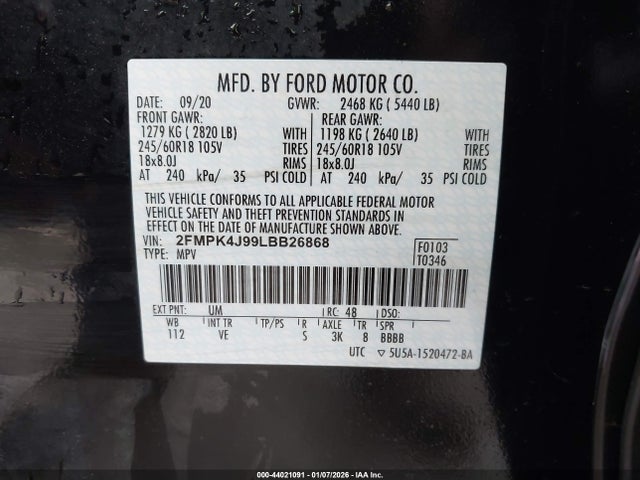 MFD. BY FORD MOTOR CO.
DATE: 09/20 GVWR: 2468 KG (5440 LB)
FRONT GAWR: REAR GAWR:
1279 KG (2820 LB) WITH 1198 KG (2640 LB) WITH
245/60R18 105V TIRES 245/60R18 105V TIRES
18x8.0J RIMS 18x8.0J RIMS
AT 240 kPa/ 35 PSI COLD AT 240 kPa/ 35 PSI COLD
THIS VEHICLE CONFORMS TO ALL APPLICABLE FEDERAL MOTOR
VEHICLE SAFETY AND THEFT PREVENTION STANDARDS IN
EFFECT ON THE DATE OF MANUFACTURE SHOWN ABOVE.
VIN: 2FMPK4J99LBB26868 F0103
TYPE: MPV T0346
EXT PNT: UM RC: 48 DSO:
WB INT TR TP/PS R AXLE TR SPR
112 VE S 3K 8 BBBB
UTC ▽ 5U5A-1520472-BA
000-44021091 - 01/07/2026 - IAA Inc.